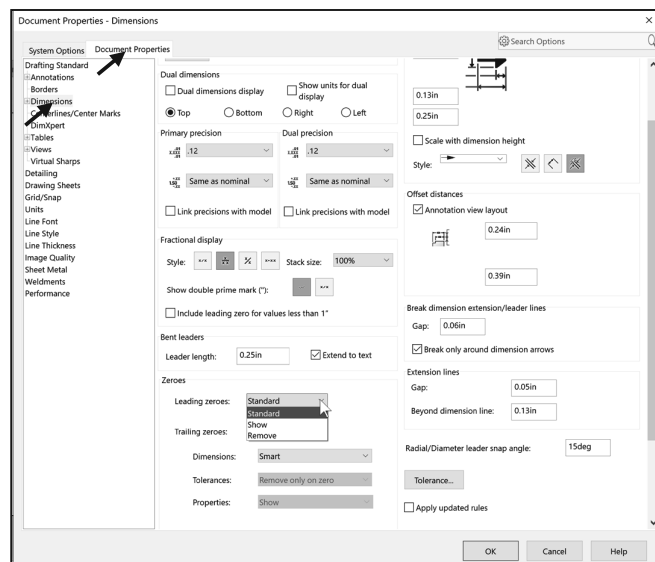 Document Properties - Dimensions
Search Options
System Options Document Properties
Drafting Standard
Annotations
Borders
Dimensions
Centerlines/Center Marks
DimXpert
Tables
Views
Virtual Sharps
Detailing
Drawing Sheets
Grid/Snap
Units
Line Font
Line Style
Line Thickness
Image Quality
Sheet Metal
Weldments
Performance
Dual dimensions
Dual dimensions display
Show units for dual
display
Top Bottom Right Left
Primary precision Dual precision
.12 .12
Same as nominal Same as nominal
Link precisions with model Link precisions with model
Fractional display
Style: Stack size: 100%
Show double prime mark ("):
Include leading zero for values less than 1"
Bent leaders
Leader length: 0.25in Extend to text
Zeroes
Leading zeroes: Standard
Standard
Show
Remove
Trailing zeroes:
Dimensions: Smart
Tolerances: Remove only on zero
Properties: Show
0.13in
0.25in
Scale with dimension height
Style:
Offset distances
Annotation view layout
0.24in
0.39in
Break dimension extension/leader lines
Gap: 0.06in
Break only around dimension arrows
Extension lines
Gap: 0.05in
Beyond dimension line: 0.13in
Radial/Diameter leader snap angle: 15deg
Tolerance...
Apply updated rules
OK Cancel Help